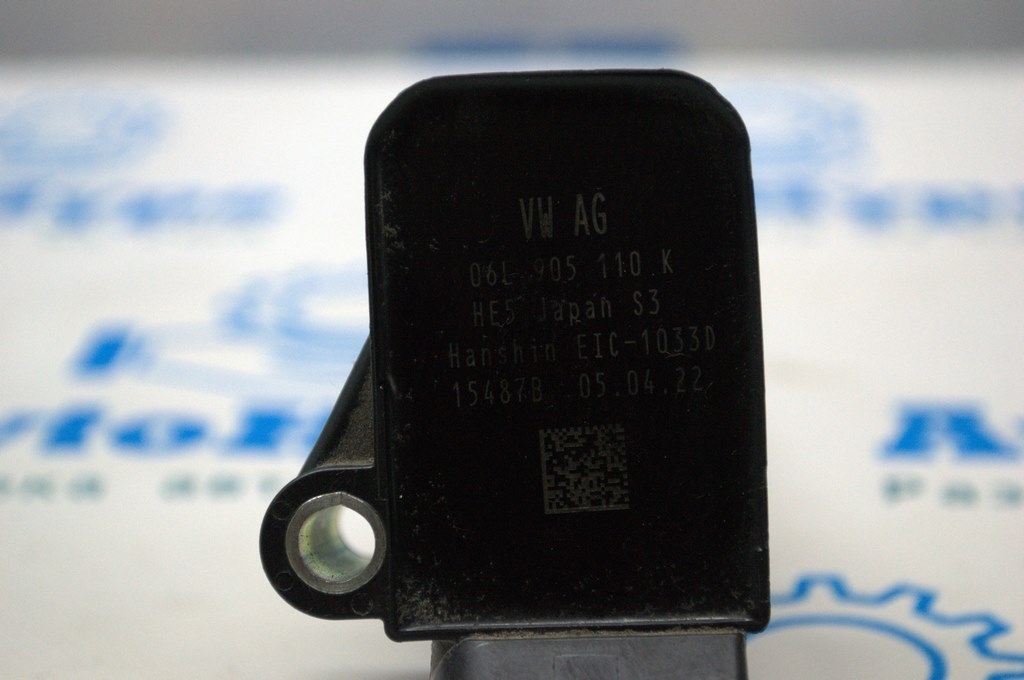 VW AG
06L 905 110 K
HE5 Japan S3
Hanshin EIC-1033D
15487B 05.04.22